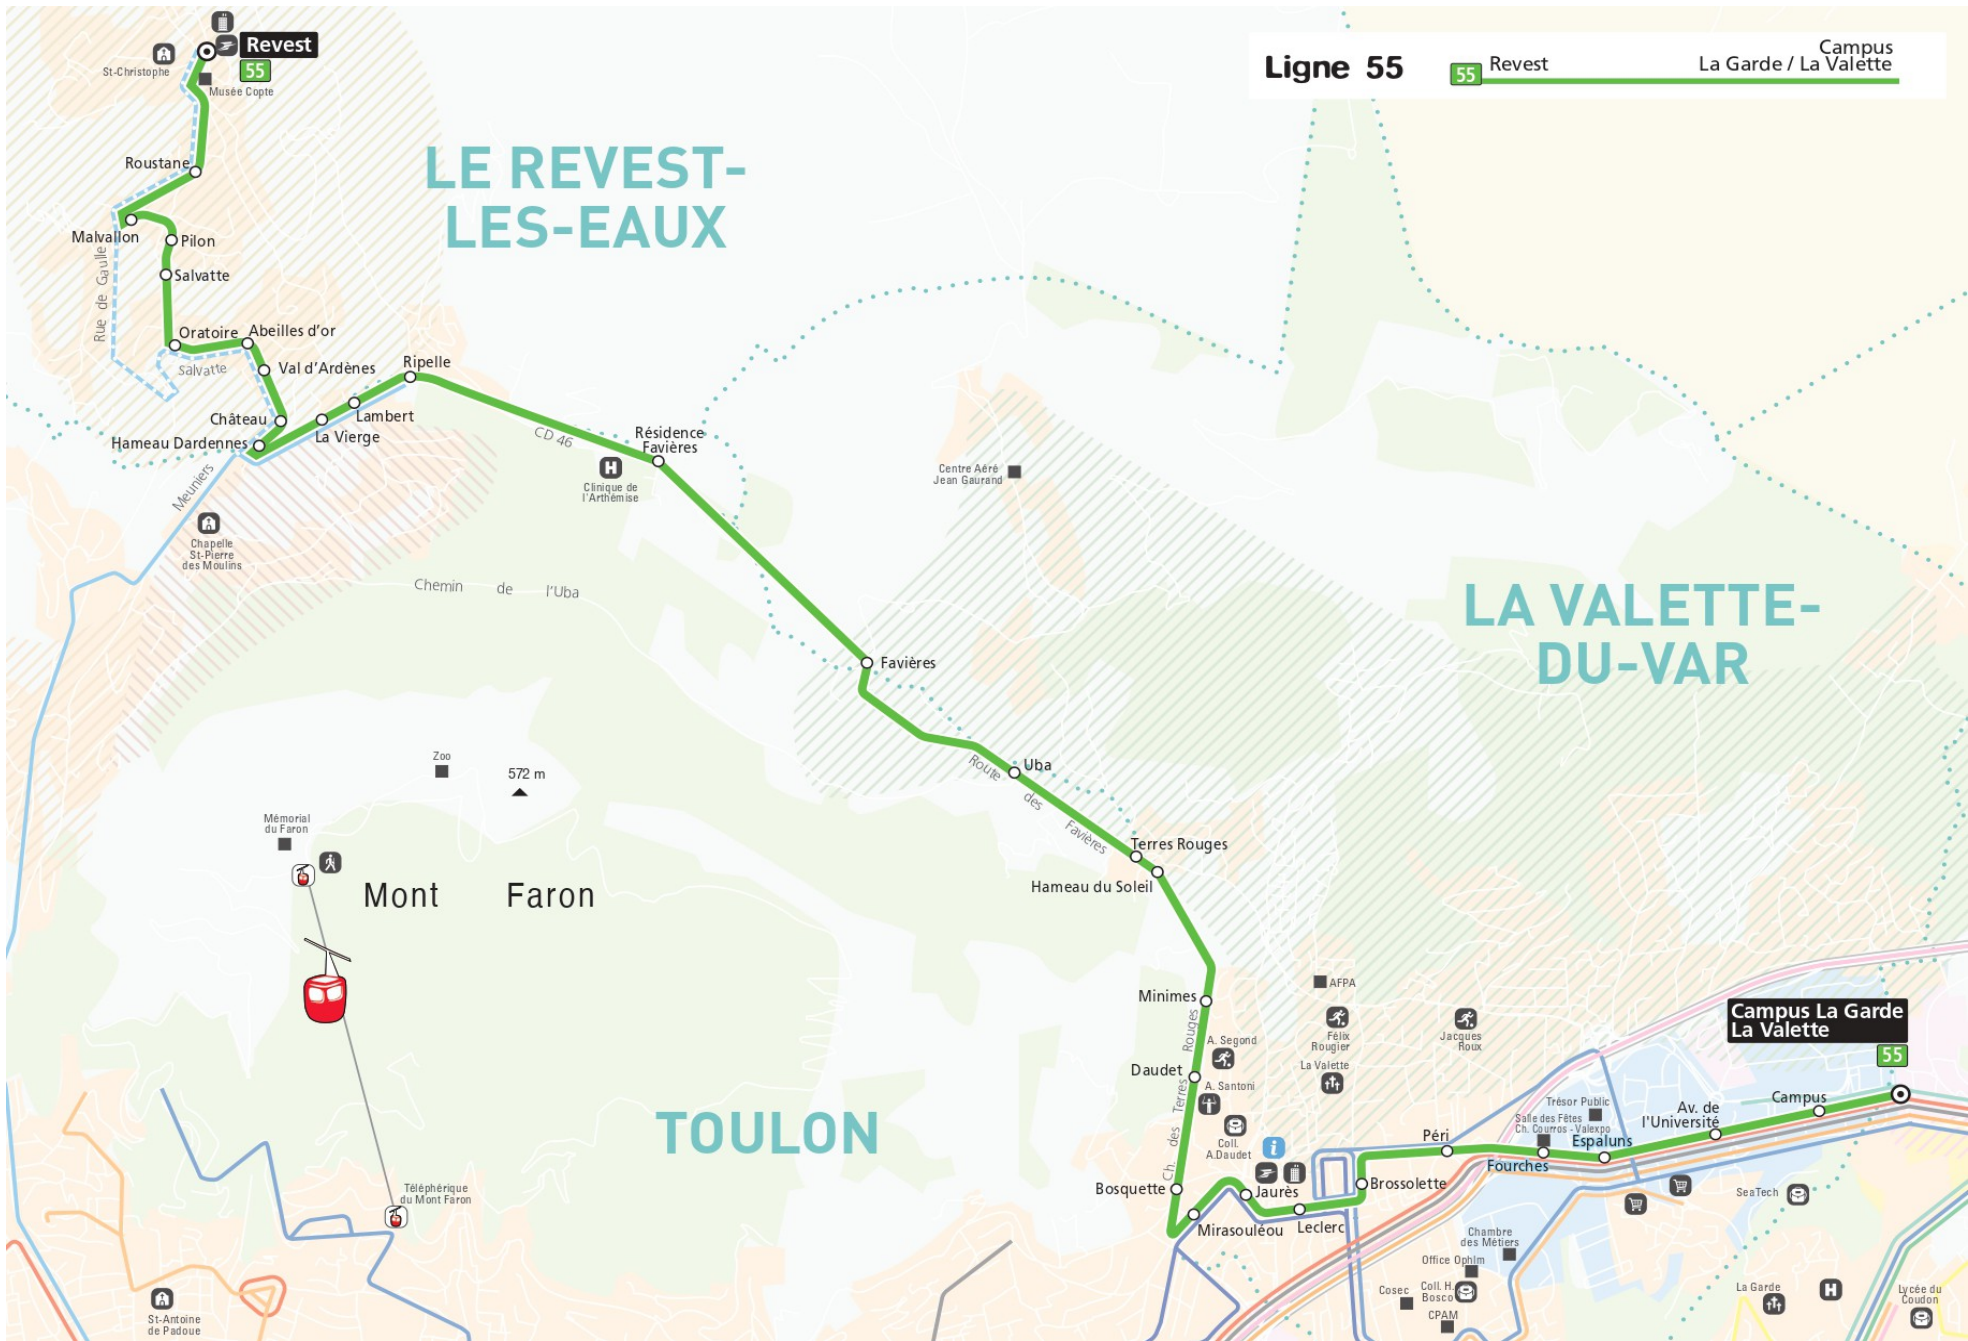 Ligne 55
55
Revest
Campus
La Garde / La Valette
Revest
55
St-Christophe
Musée Copte
Roustane
Malvallon
Pilon
Salvatte
Rue de Gaulle
Oratoire
Abeilles d'or
Salvatte
Val d'Ardènes
Ripelle
Château
Lambert
La Vierge
Hameau Dardennes
Meuniers
LE REVEST-
LES-EAUX
CD 46
Résidence
Favières
Clinique de
l'Arthémise
Centre Aéré
Jean Gaurand
Chapelle
St-Pierre
des Moulins
Chemin de l'Uba
LA VALETTE-
DU-VAR
Favières
Zoo
572 m
Uba
Route des Favières
Mémorial
du Faron
Mont Faron
Terres Rouges
Hameau du Soleil
Minimes
AFPA
Campus La Garde
La Valette
55
A. Segond
Félix
Rougier
Jacques
Roux
La Valette
Daudet
A. Santoni
Ch. des Terres Rouges
TOULON
Coll.
A.Daudet
Trésor Public
Salle des Fêtes
Ch. Courros - Valexpo
Av. de
l'Université
Campus
Péri
Espaluns
Fourches
Téléphérique
du Mont Faron
Bosquette
Jaurès
Brossolette
SeaTech
Mirasouléou
Leclerc
Chambre
des Métiers
Office Ophlm
Cosec
Coll. H.
Bosco
CPAM
La Garde
Lycée du
Coudon
St-Antoine
de Padoue